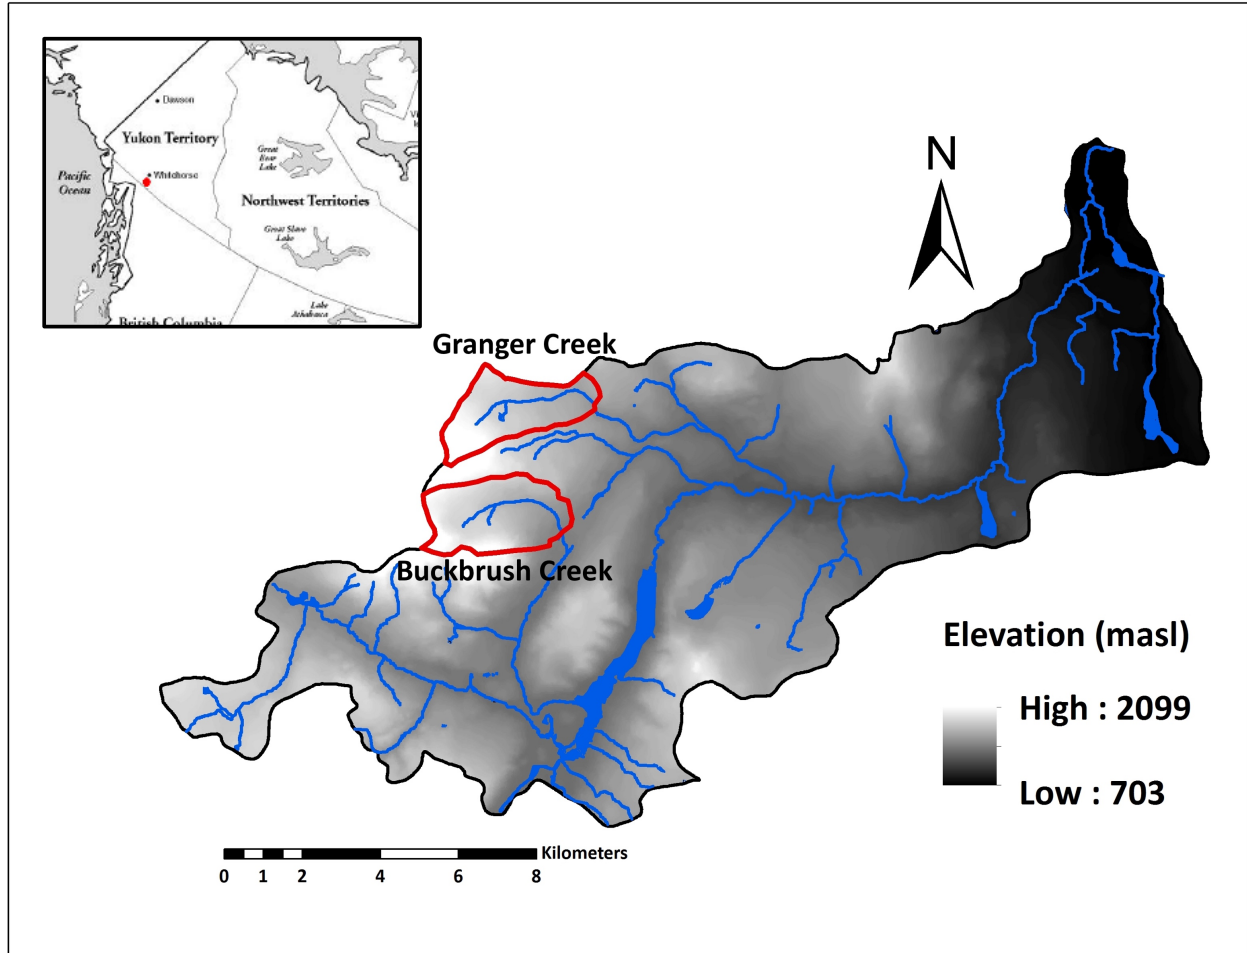 Dawson
Yukon Territory
Great
Bear
Lake
Pacific
Ocean
Whitehorse
Northwest Territories
Great Slave
Lake
Lake
Athabasca
British Columbia
N
Granger Creek
Buckbrush Creek
Elevation (masl)
High : 2099
Low : 703
Kilometers
0 1 2 4 6 8